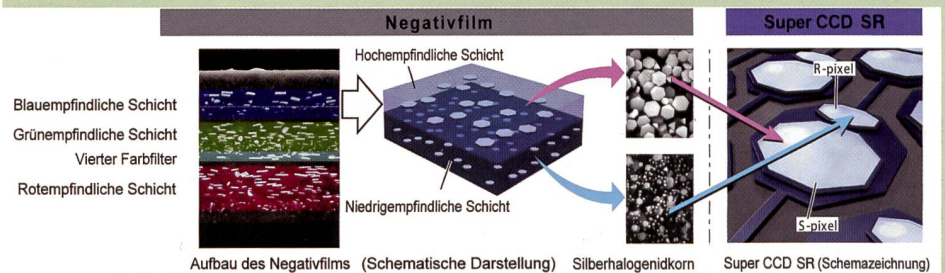 Negativfilm
Super CCD SR
Hochempfindliche Schicht
R-pixel
Blauempfindliche Schicht
Grünempfindliche Schicht
Vierter Farbfilter
Rotempfindliche Schicht
Niedrigempfindliche Schicht
S-pixel
Aufbau des Negativfilms
(Schematische Darstellung)
Silberhalogenidkorn
Super CCD SR (Schemazeichnung)